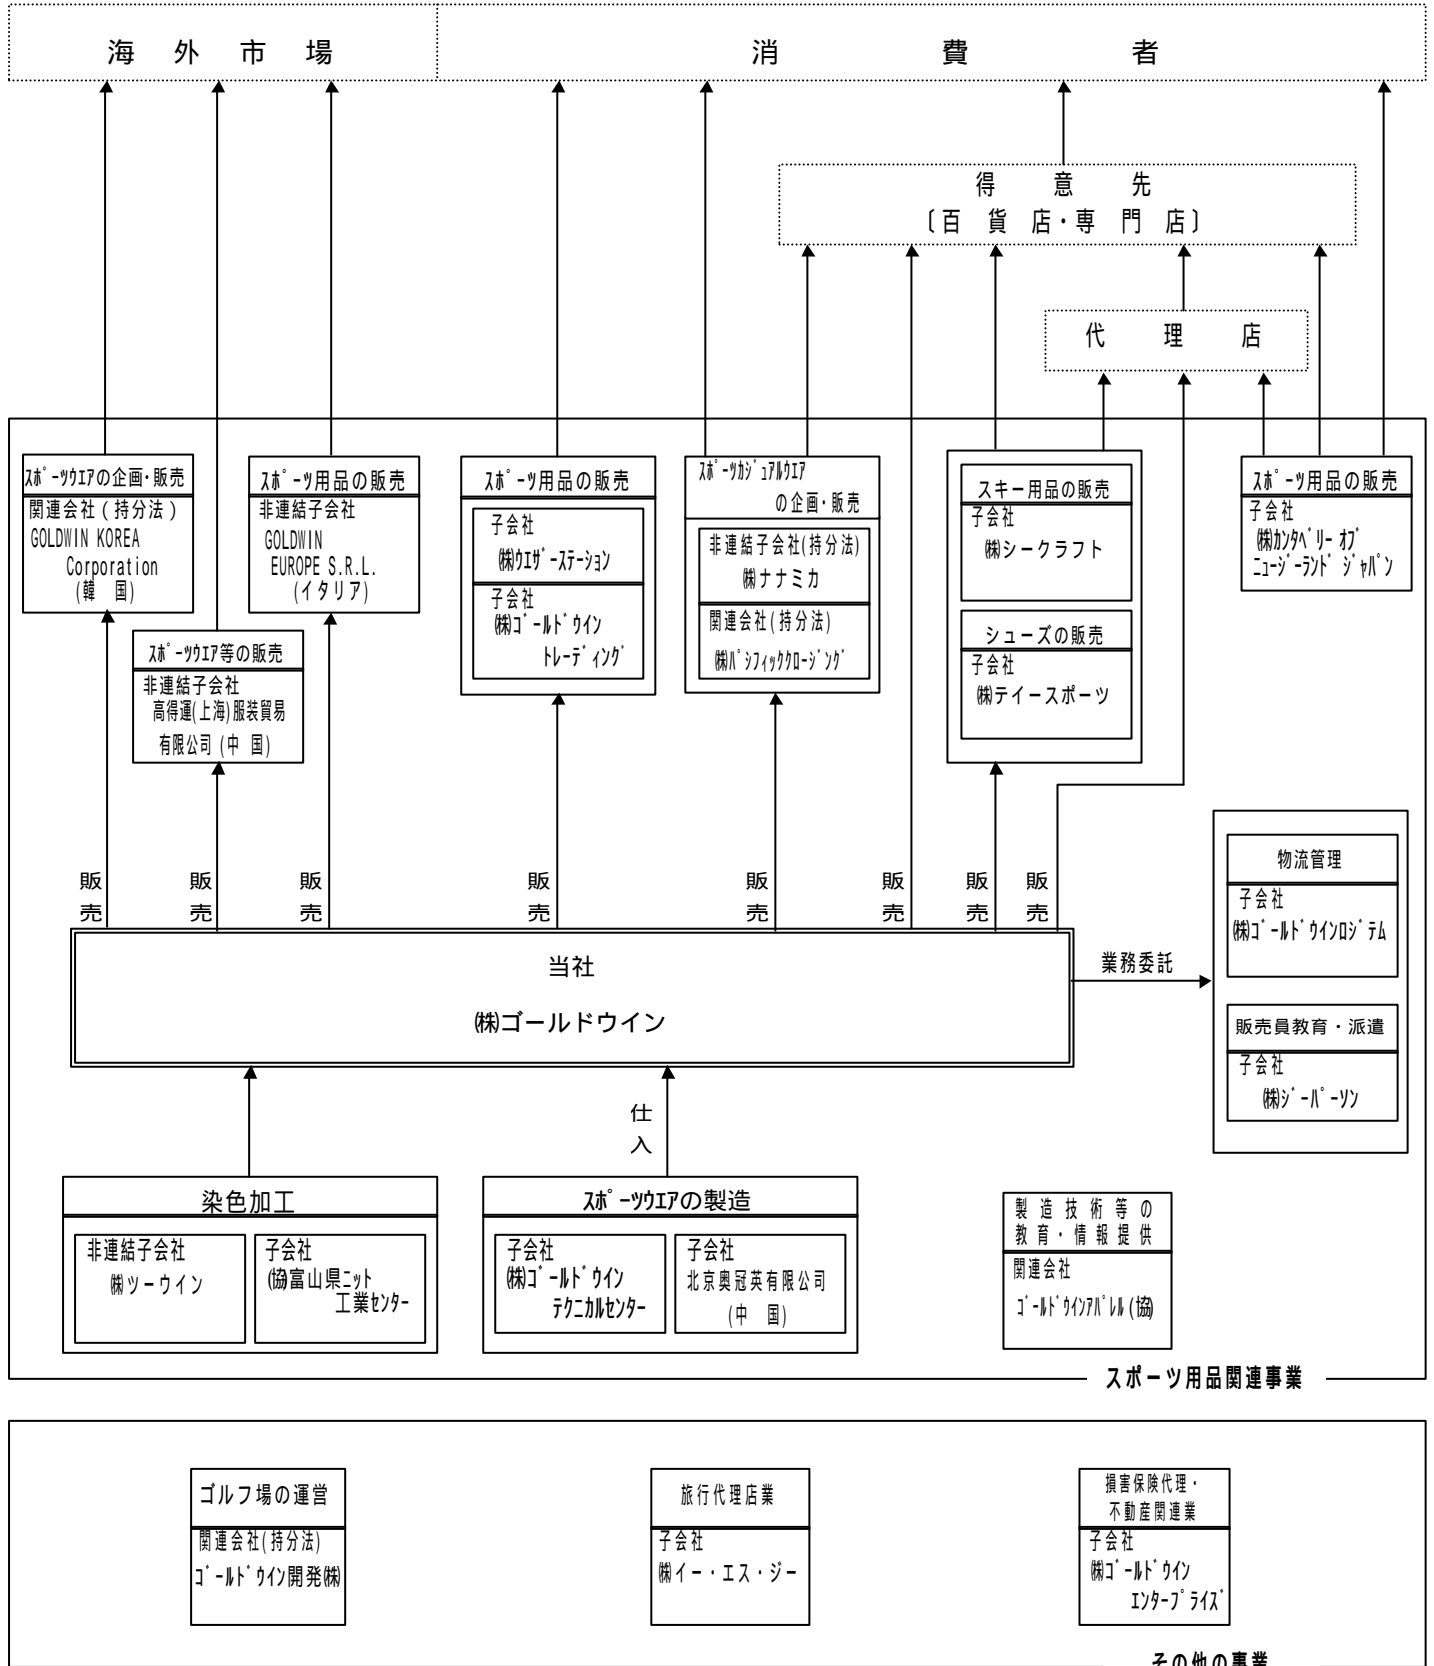 海外市場
消費者
得意先
〔百貨店・専門店〕
代理店
スポーツウエアの企画・販売
関連会社(持分法)
GOLDWIN KOREA
Corporation
(韓 国)
スポーツ用品の販売
非連結子会社
GOLDWIN
EUROPE S.R.L.
(イタリア)
スポーツウエア等の販売
非連結子会社
高得運(上海)服装貿易
有限公司(中 国)
スポーツ用品の販売
子会社
㈱ウエザーステーション
子会社
㈱ゴールドウイン
トレーディング
スポーツカジュアルウエア
の企画・販売
非連結子会社(持分法)
㈱ナナミカ
関連会社(持分法)
㈱パシフィッククロージング
スキー用品の販売
子会社
㈱シークラフト
シューズの販売
子会社
㈱テイースポーツ
スポーツ用品の販売
子会社
㈱カンタベリーオブ
ニュージーランド ジャパン
販売
販売
販売
販売
販売
販売
販売
販売
当社
㈱ゴールドウイン
業務委託
物流管理
子会社
㈱ゴールドウインロジテム
販売員教育・派遣
子会社
㈱ジーパーソン
仕入
染色加工
非連結子会社
㈱ツーウイン
子会社
(協)富山県ニット
工業センター
スポーツウエアの製造
子会社
㈱ゴールドウイン
テクニカルセンター
子会社
北京奥冠英有限公司
(中 国)
製造技術等の
教育・情報提供
関連会社
ゴールドウインアパレル(協)
スポーツ用品関連事業
ゴルフ場の運営
関連会社(持分法)
ゴールドウイン開発㈱
旅行代理店業
子会社
㈱イー・エス・ジー
損害保険代理・
不動産関連業
子会社
㈱ゴールドウイン
エンタープライズ
その他の事業